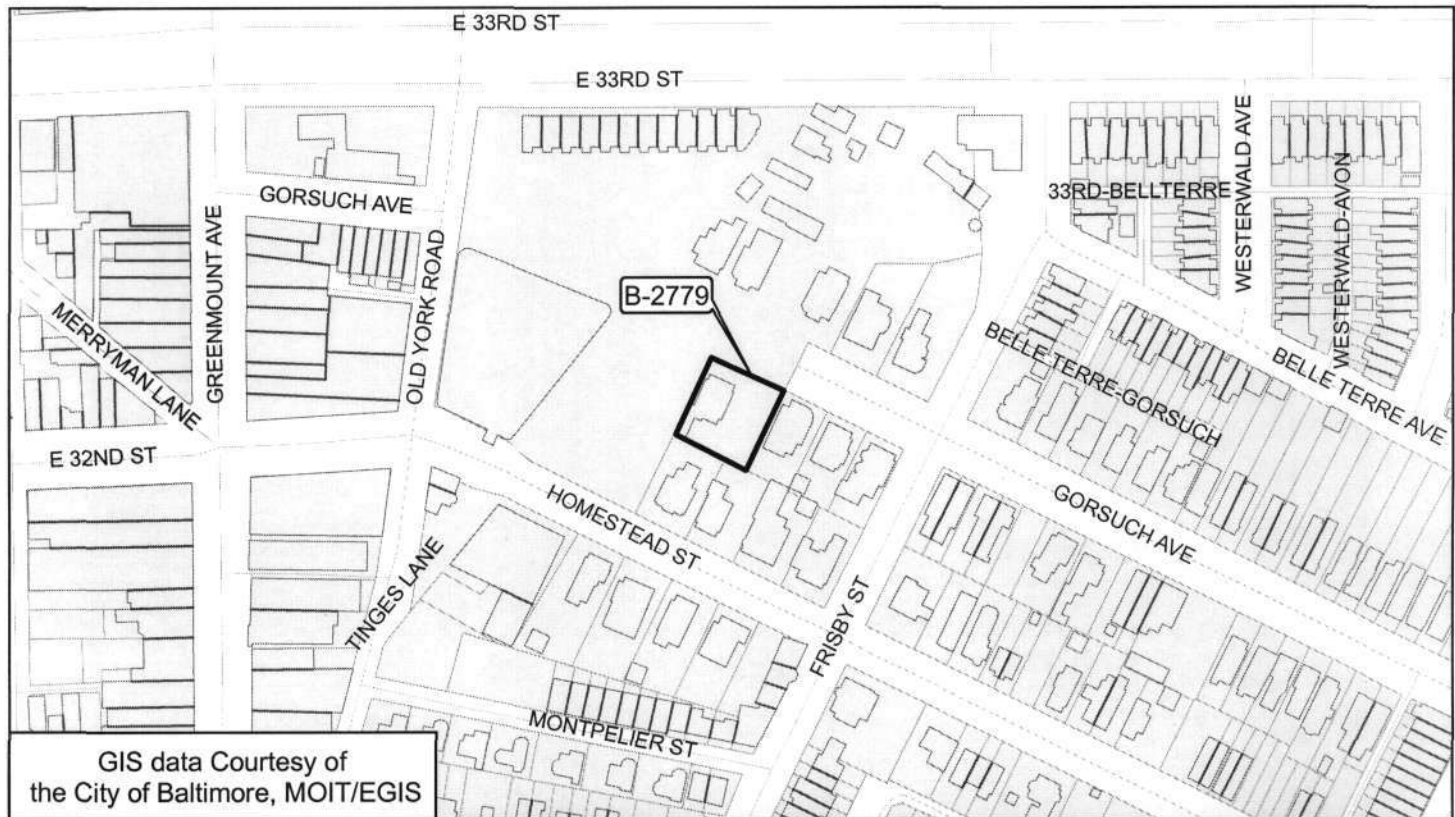 E 33RD ST
E 33RD ST
GORSUCH AVE
GREENMOUNT AVE
OLD YORK ROAD
MERRYMAN LANE
E 32ND ST
B-2779
33RD-BELLTERRE
WESTERWALD AVE
WESTERWALD-AVON
BELLE TERRE AVE
BELLE-TERRE-GORSUCH
GORSUCH AVE
HOMESTEAD ST
TINGES LANE
FRISBY ST
MONTPELIER ST
GIS data Courtesy of
the City of Baltimore, MOIT/EGIS